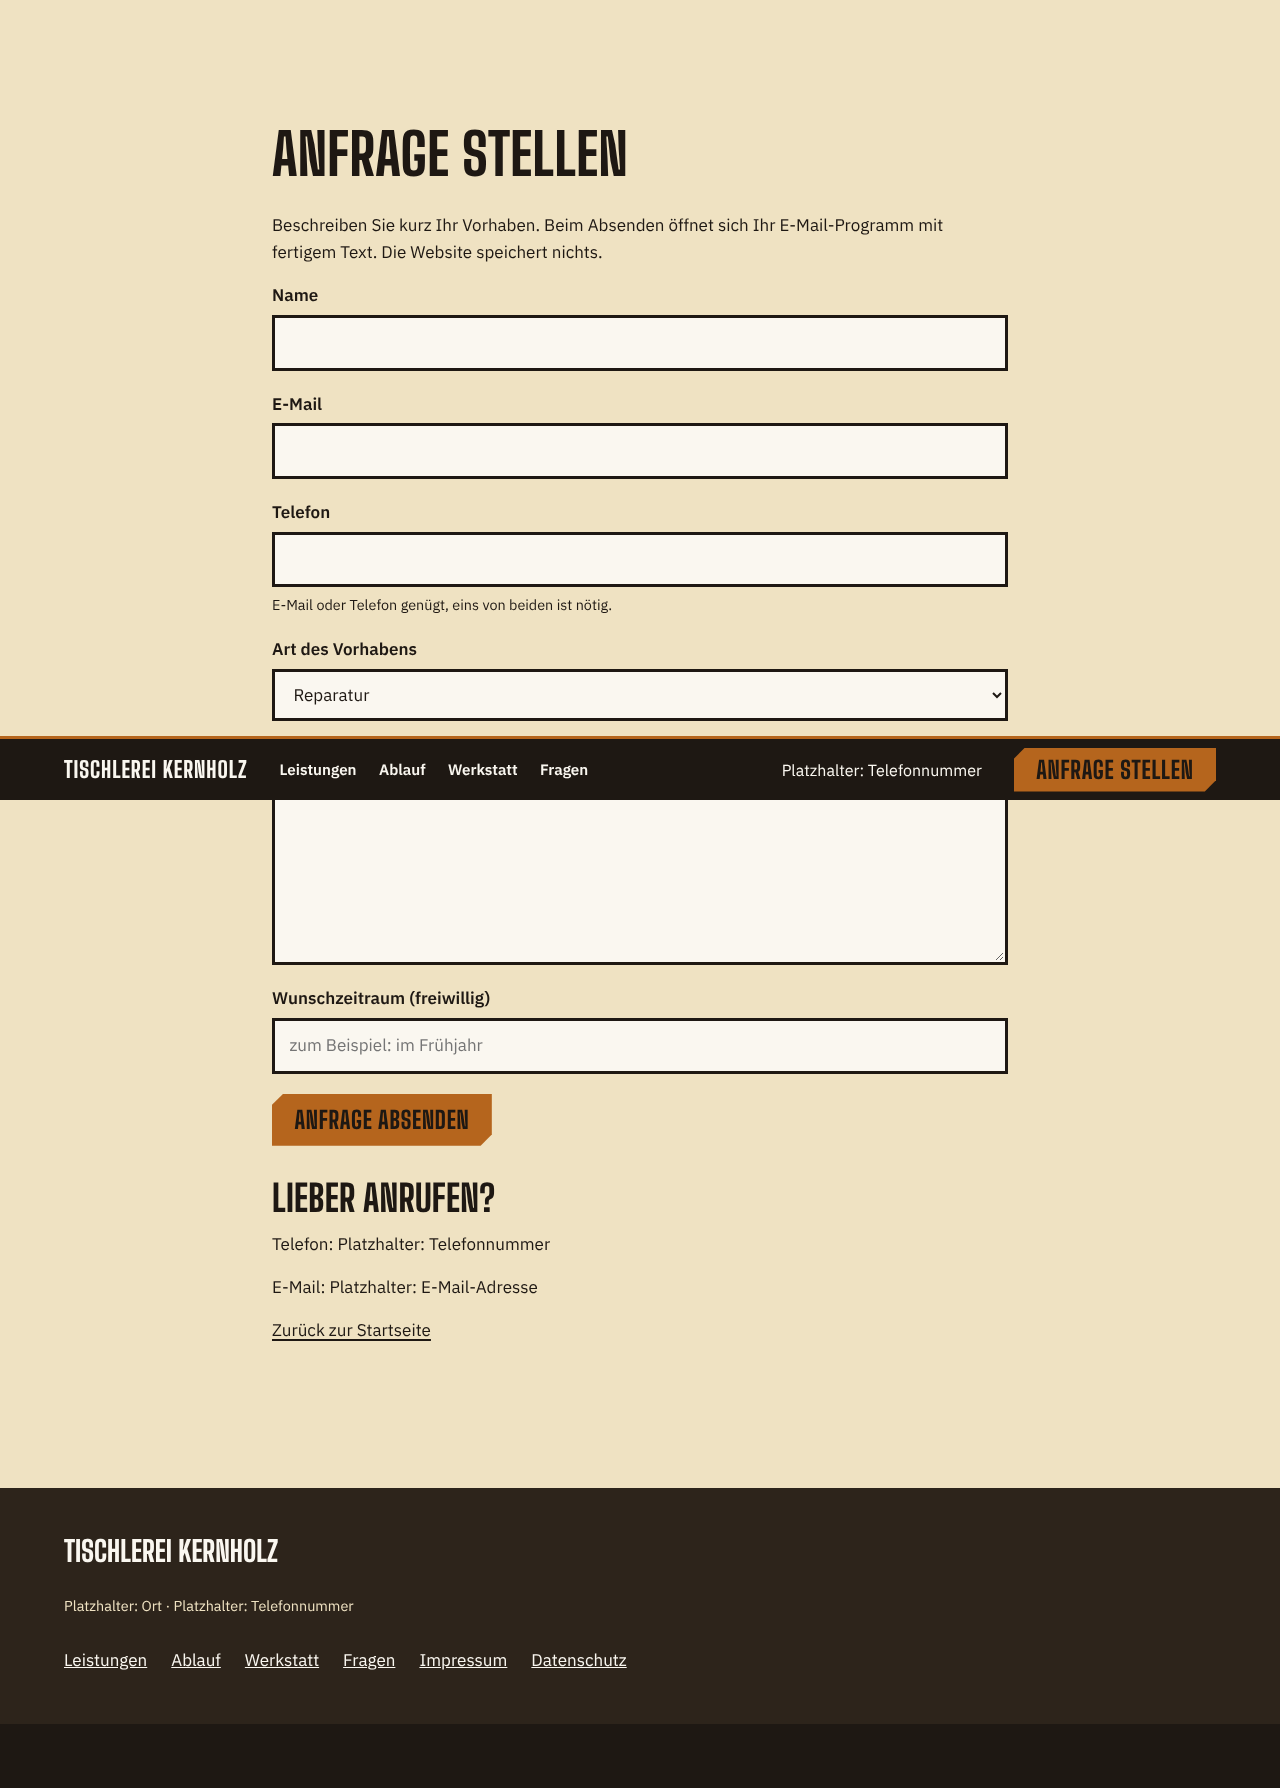 ANFRAGE STELLEN
Beschreiben Sie kurz Ihr Vorhaben. Beim Absenden öffnet sich Ihr E-Mail-Programm mit
fertigem Text. Die Website speichert nichts.
Name
E-Mail
Telefon
E-Mail oder Telefon genügt, eins von beiden ist nötig.
Art des Vorhabens
Reparatur
TISCHLEREI KERNHOLZ Leistungen Ablauf Werkstatt Fragen Platzhalter: Telefonnummer ANFRAGE STELLEN
Wunschzeitraum (freiwillig)
zum Beispiel: im Frühjahr
ANFRAGE ABSENDEN
LIEBER ANRUFEN?
Telefon: Platzhalter: Telefonnummer
E-Mail: Platzhalter: E-Mail-Adresse
Zurück zur Startseite
TISCHLEREI KERNHOLZ
Platzhalter: Ort · Platzhalter: Telefonnummer
Leistungen Ablauf Werkstatt Fragen Impressum Datenschutz